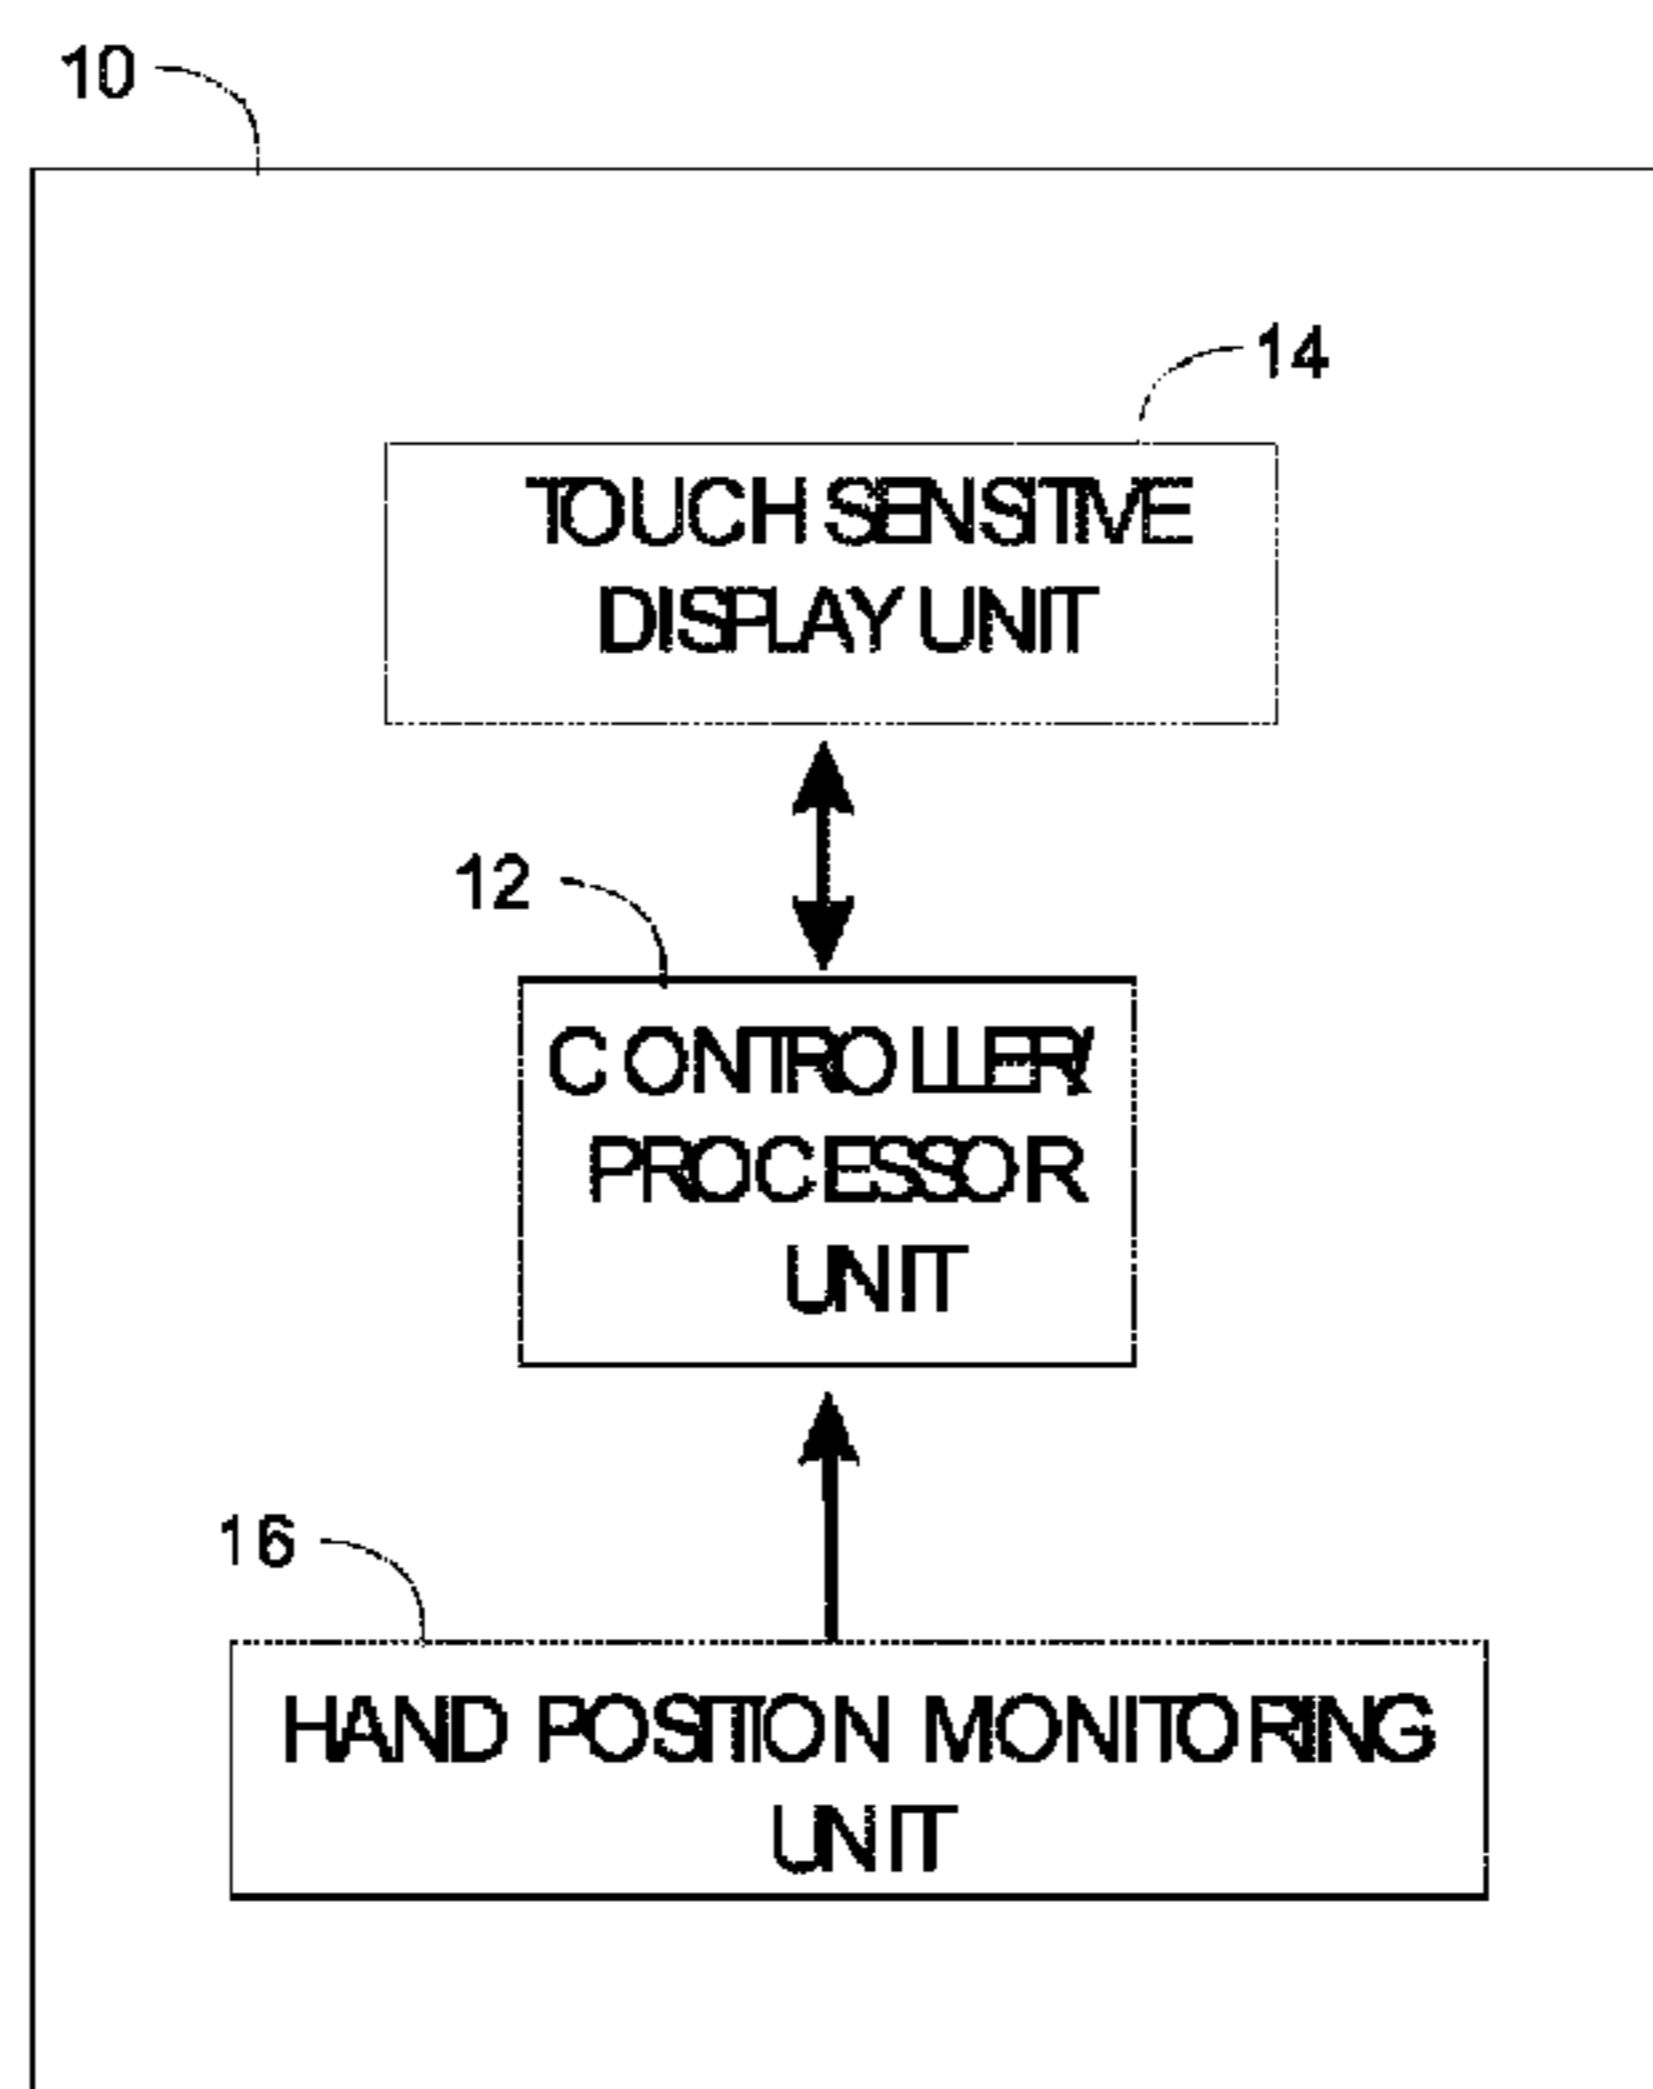 10
14
TOUCH SENSITIVE
DISPLAY UNIT
12
CONTROLLER/
PROCESSOR
UNIT
16
HAND POSITION MONITORING
UNIT